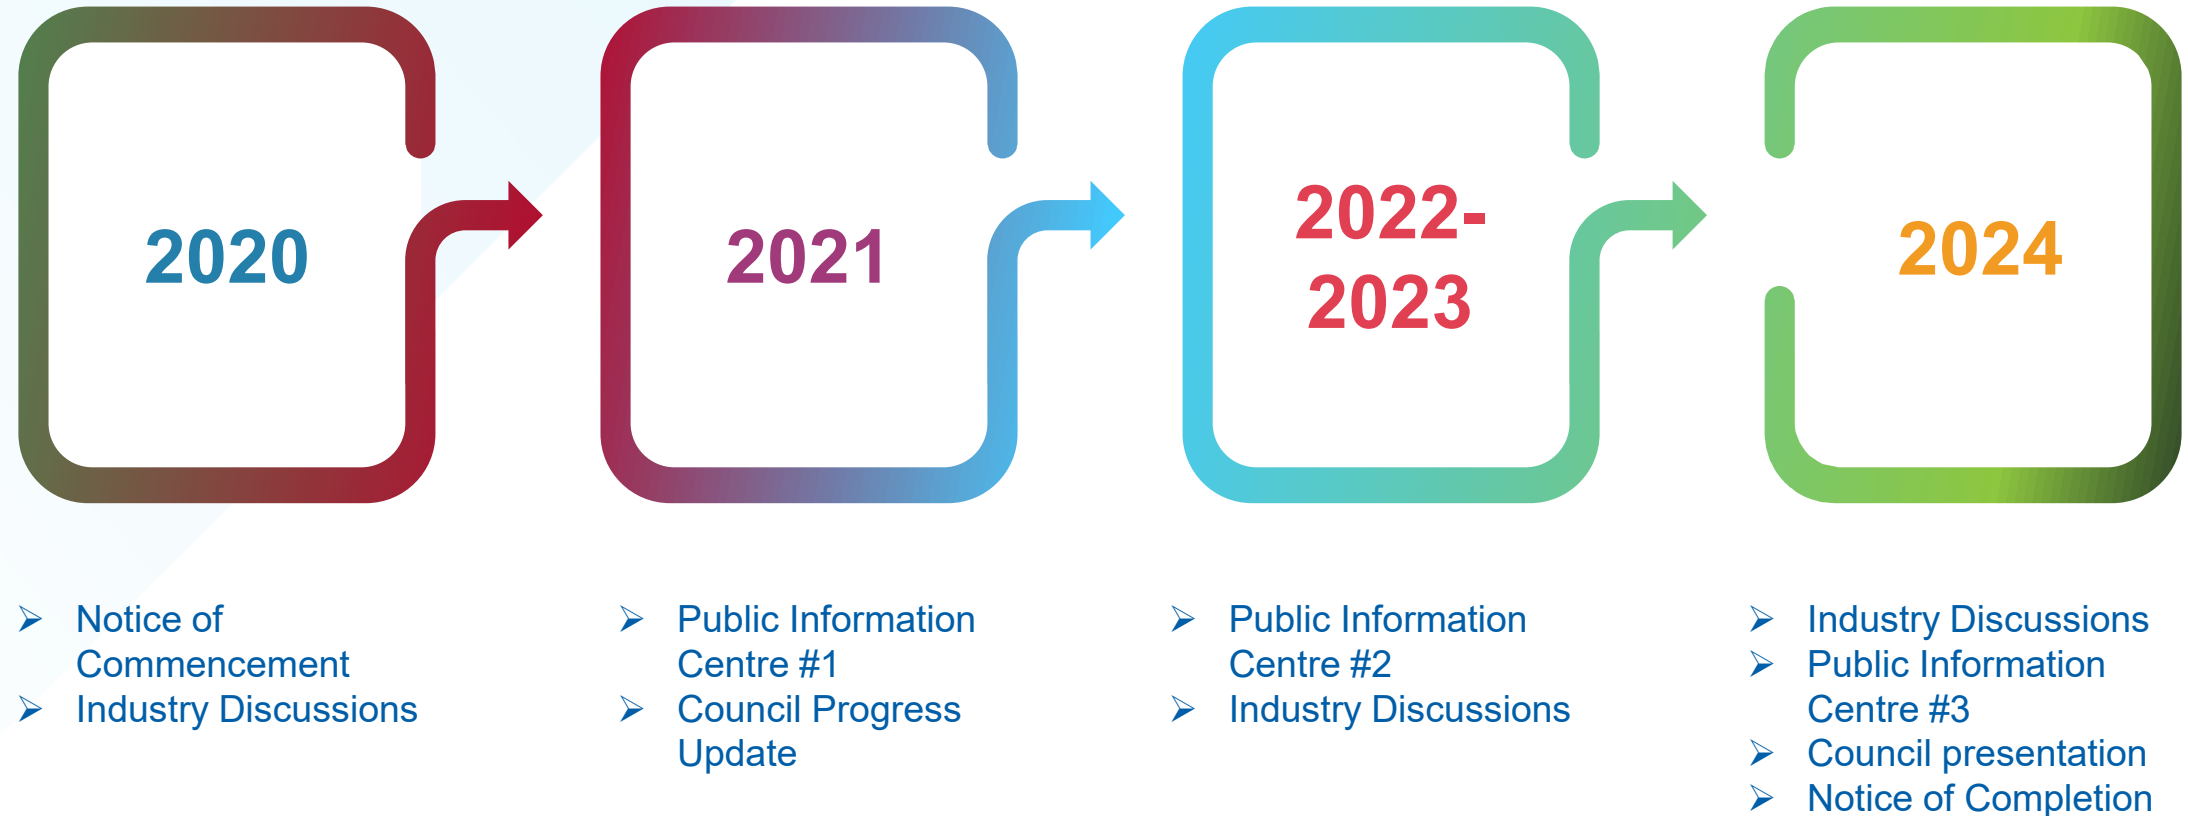 2020
2021
2022-
2023
2024
➢ Notice of
Commencement
➢ Industry Discussions
➢ Public Information
Centre #1
➢ Council Progress
Update
➢ Public Information
Centre #2
➢ Industry Discussions
➢ Industry Discussions
➢ Public Information
Centre #3
➢ Council presentation
➢ Notice of Completion